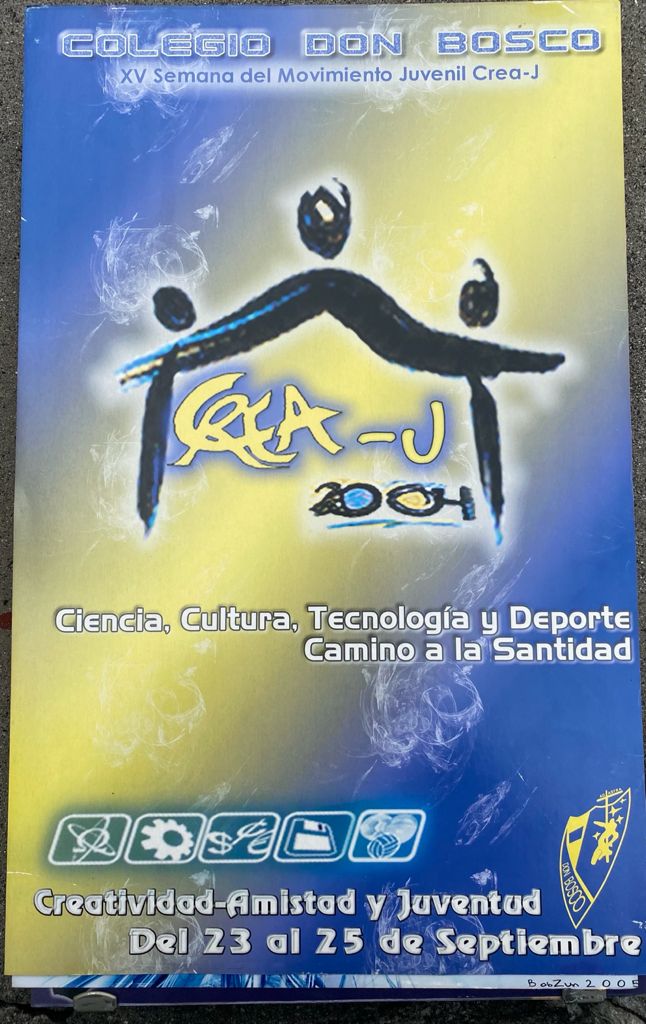 COLEGIO DON BOSCO
XV Semana del Movimiento Juvenil Crea-J
CREA-J
2004
Ciencia, Cultura, Tecnología y Deporte
Camino a la Santidad
DON BOSCO
Creatividad-Amistad y Juventud
Del 23 al 25 de Septiembre
BobZun 2005